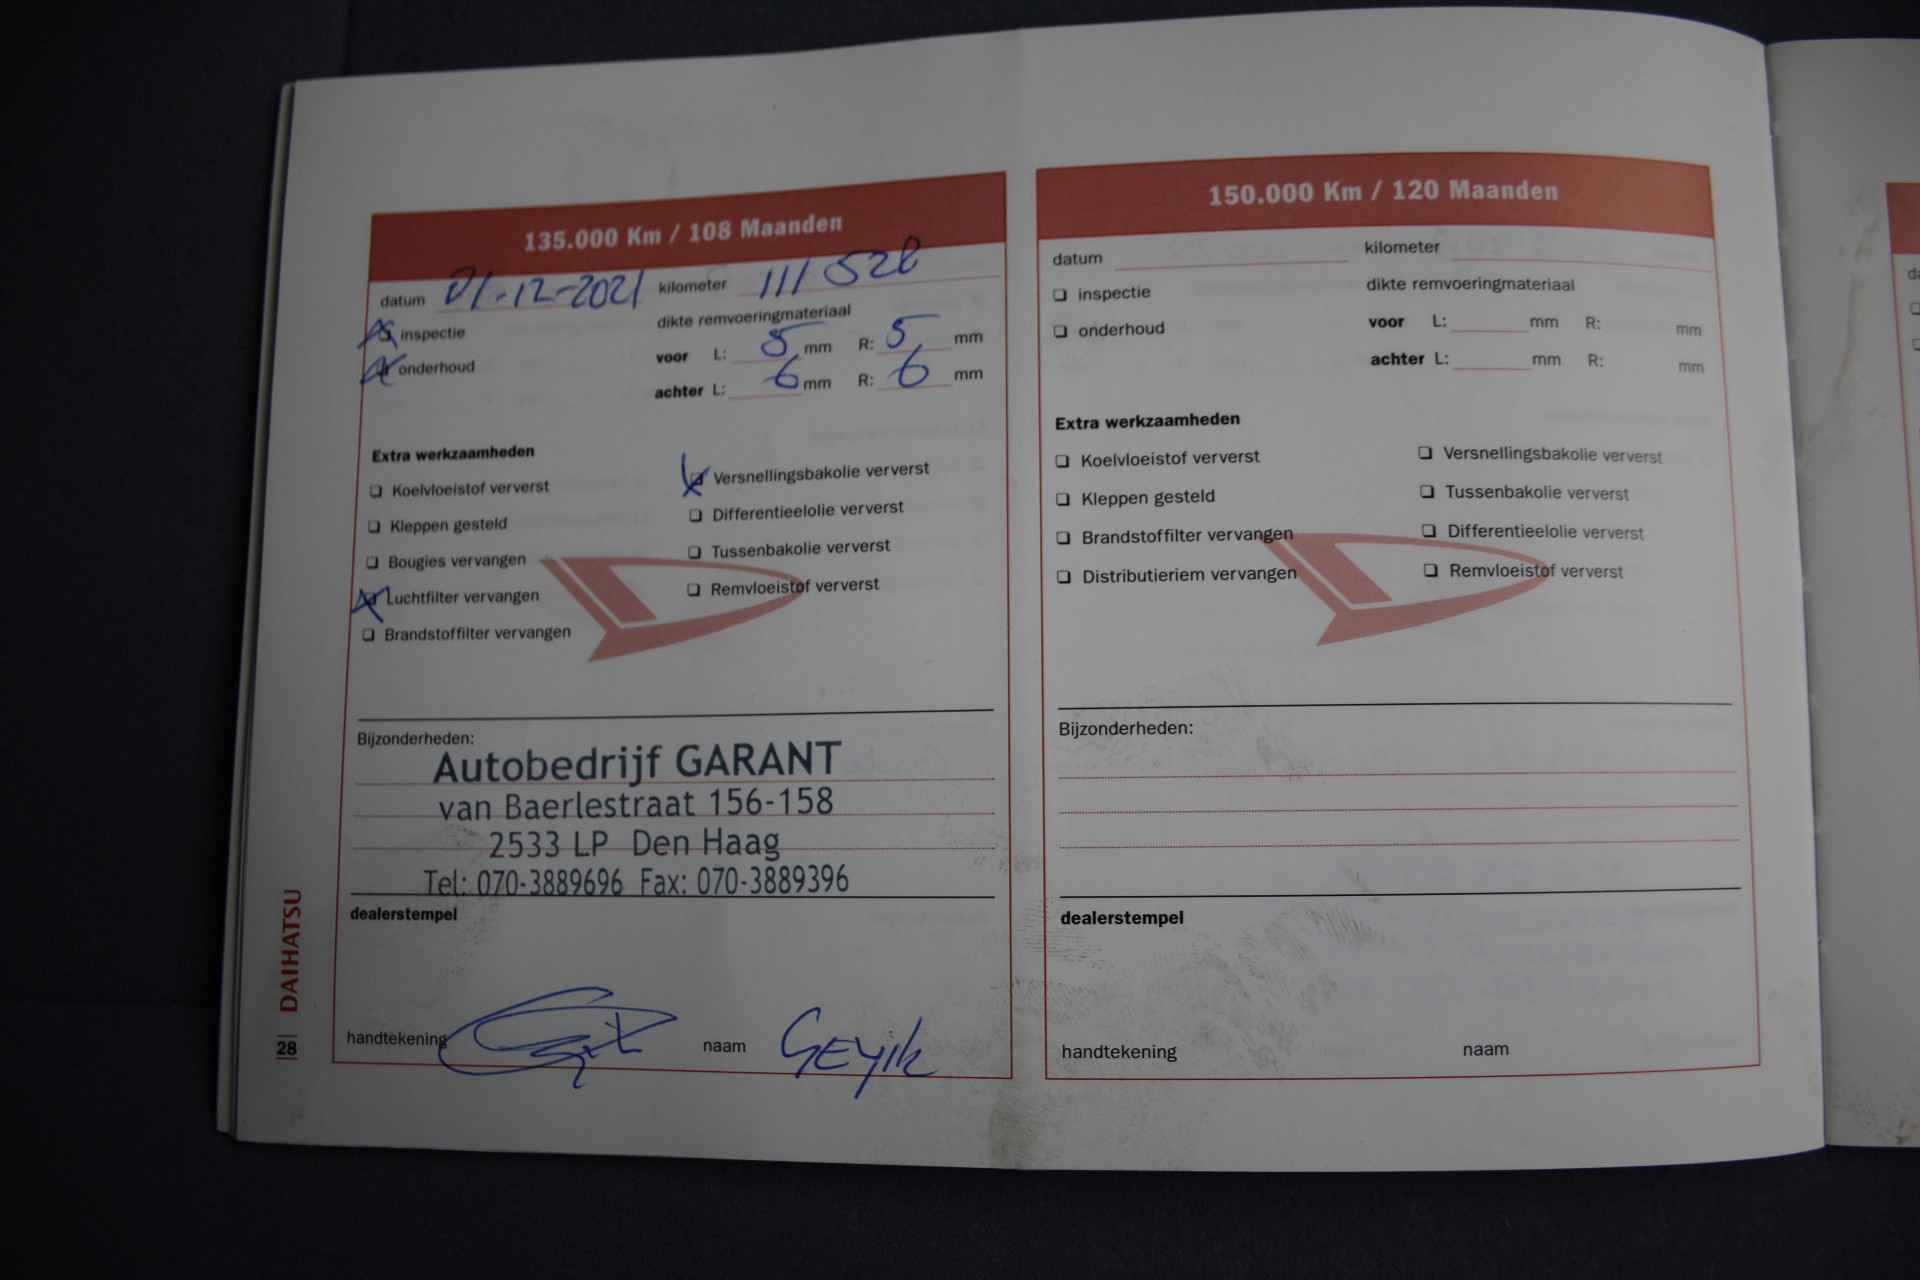 135.000 Km / 108 Maanden
datum 01-12-2021 kilometer 111 528
inspectie dikte remvoeringmateriaal
onderhoud voor L: 5 mm R: 5 mm
achter L: 6 mm R: 6 mm
Extra werkzaamheden
Koelvloeistof ververst Versnellingsbakolie ververst
Kleppen gesteld Differentieelolie ververst
Bougies vervangen Tussenbakolie ververst
Luchtfilter vervangen Remvloeistof ververst
Brandstoffilter vervangen
Bijzonderheden:
Autobedrijf GARANT
van Baerlestraat 156-158
2533 LP Den Haag
Tel: 070-3889696 Fax: 070-3889396
dealerstempel
handtekening naam Geyik
DAIHATSU
28
150.000 Km / 120 Maanden
datum kilometer
inspectie dikte remvoeringmateriaal
onderhoud voor L: mm R: mm
achter L: mm R: mm
Extra werkzaamheden
Koelvloeistof ververst Versnellingsbakolie ververst
Kleppen gesteld Tussenbakolie ververst
Brandstoffilter vervangen Differentieelolie ververst
Distributieriem vervangen Remvloeistof ververst
Bijzonderheden:
dealerstempel
handtekening naam